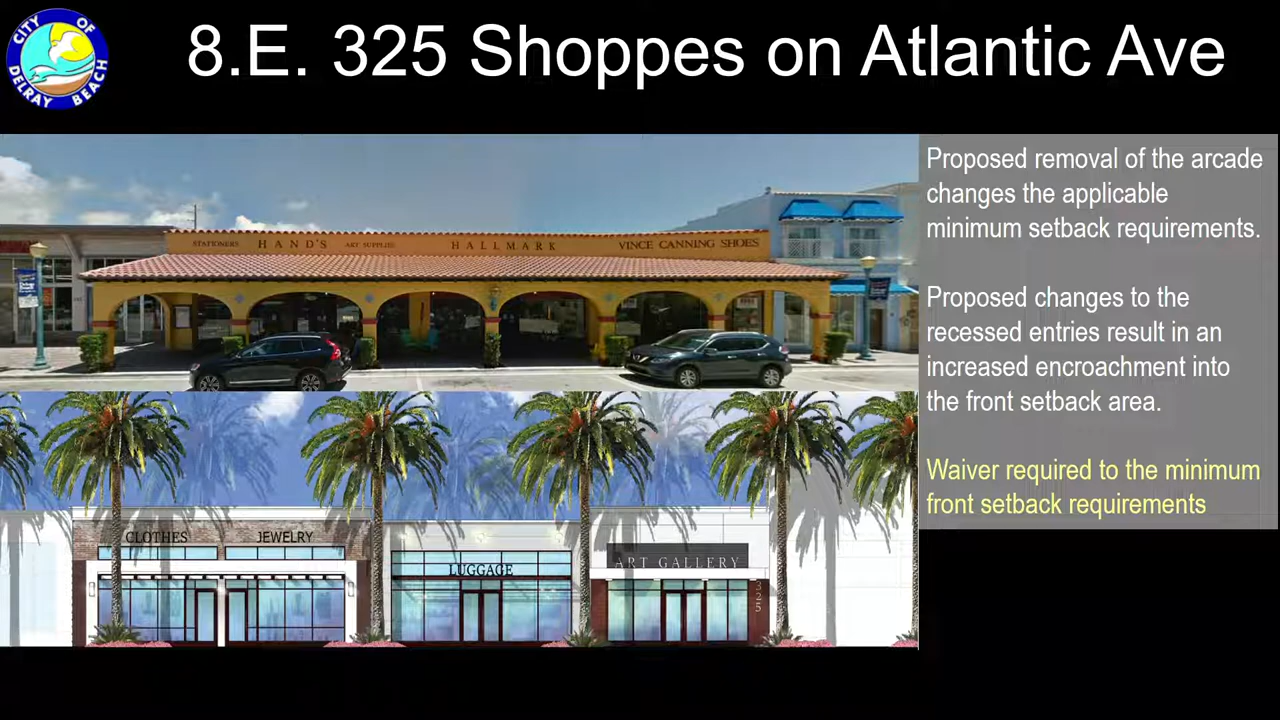 CITY OF
DELRAY BEACH
8.E. 325 Shoppes on Atlantic Ave
STATIONERS HAND'S ART SUPPLIES HALLMARK VINCE CANNING SHOES
CLOTHES JEWELRY
LUGGAGE
ART GALLERY
325
Proposed removal of the arcade
changes the applicable
minimum setback requirements.
Proposed changes to the
recessed entries result in an
increased encroachment into
the front setback area.
Waiver required to the minimum
front setback requirements